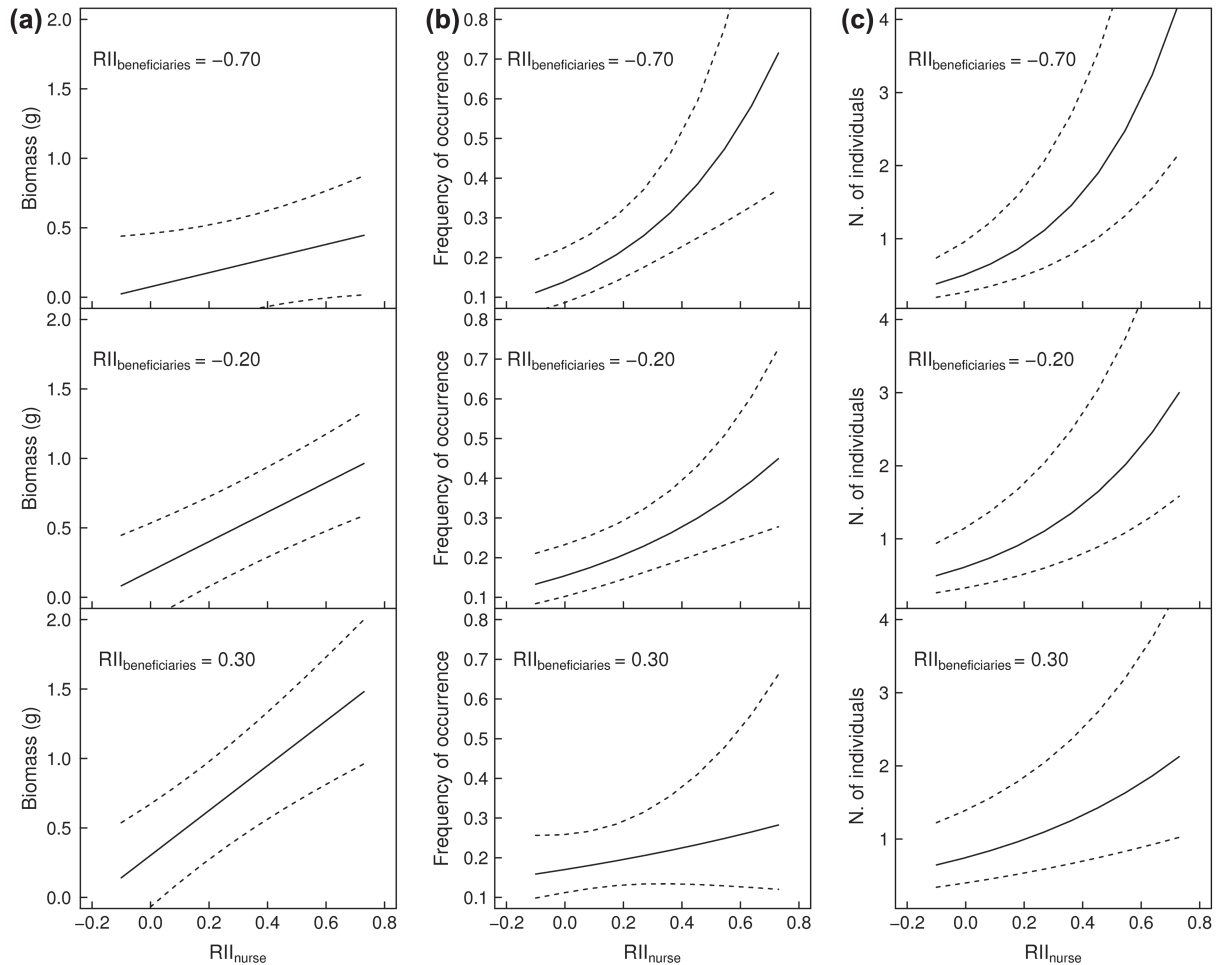 (a)
2.0
1.5
1.0
0.5
0.0
Biomass (g)
RIIbeneficiaries = −0.70
(b)
0.8
0.7
0.6
0.5
0.4
0.3
0.2
0.1
Frequency of occurrence
RIIbeneficiaries = −0.70
(c)
4
3
2
1
N. of individuals
RIIbeneficiaries = −0.70
2.0
1.5
1.0
0.5
0.0
Biomass (g)
RIIbeneficiaries = −0.20
0.8
0.7
0.6
0.5
0.4
0.3
0.2
0.1
Frequency of occurrence
RIIbeneficiaries = −0.20
4
3
2
1
N. of individuals
RIIbeneficiaries = −0.20
2.0
1.5
1.0
0.5
0.0
Biomass (g)
RIIbeneficiaries = 0.30
0.8
0.7
0.6
0.5
0.4
0.3
0.2
0.1
Frequency of occurrence
RIIbeneficiaries = 0.30
4
3
2
1
N. of individuals
RIIbeneficiaries = 0.30
−0.2 0.0 0.2 0.4 0.6 0.8
RIInurse
−0.2 0.0 0.2 0.4 0.6 0.8
RIInurse
−0.2 0.0 0.2 0.4 0.6 0.8
RIInurse